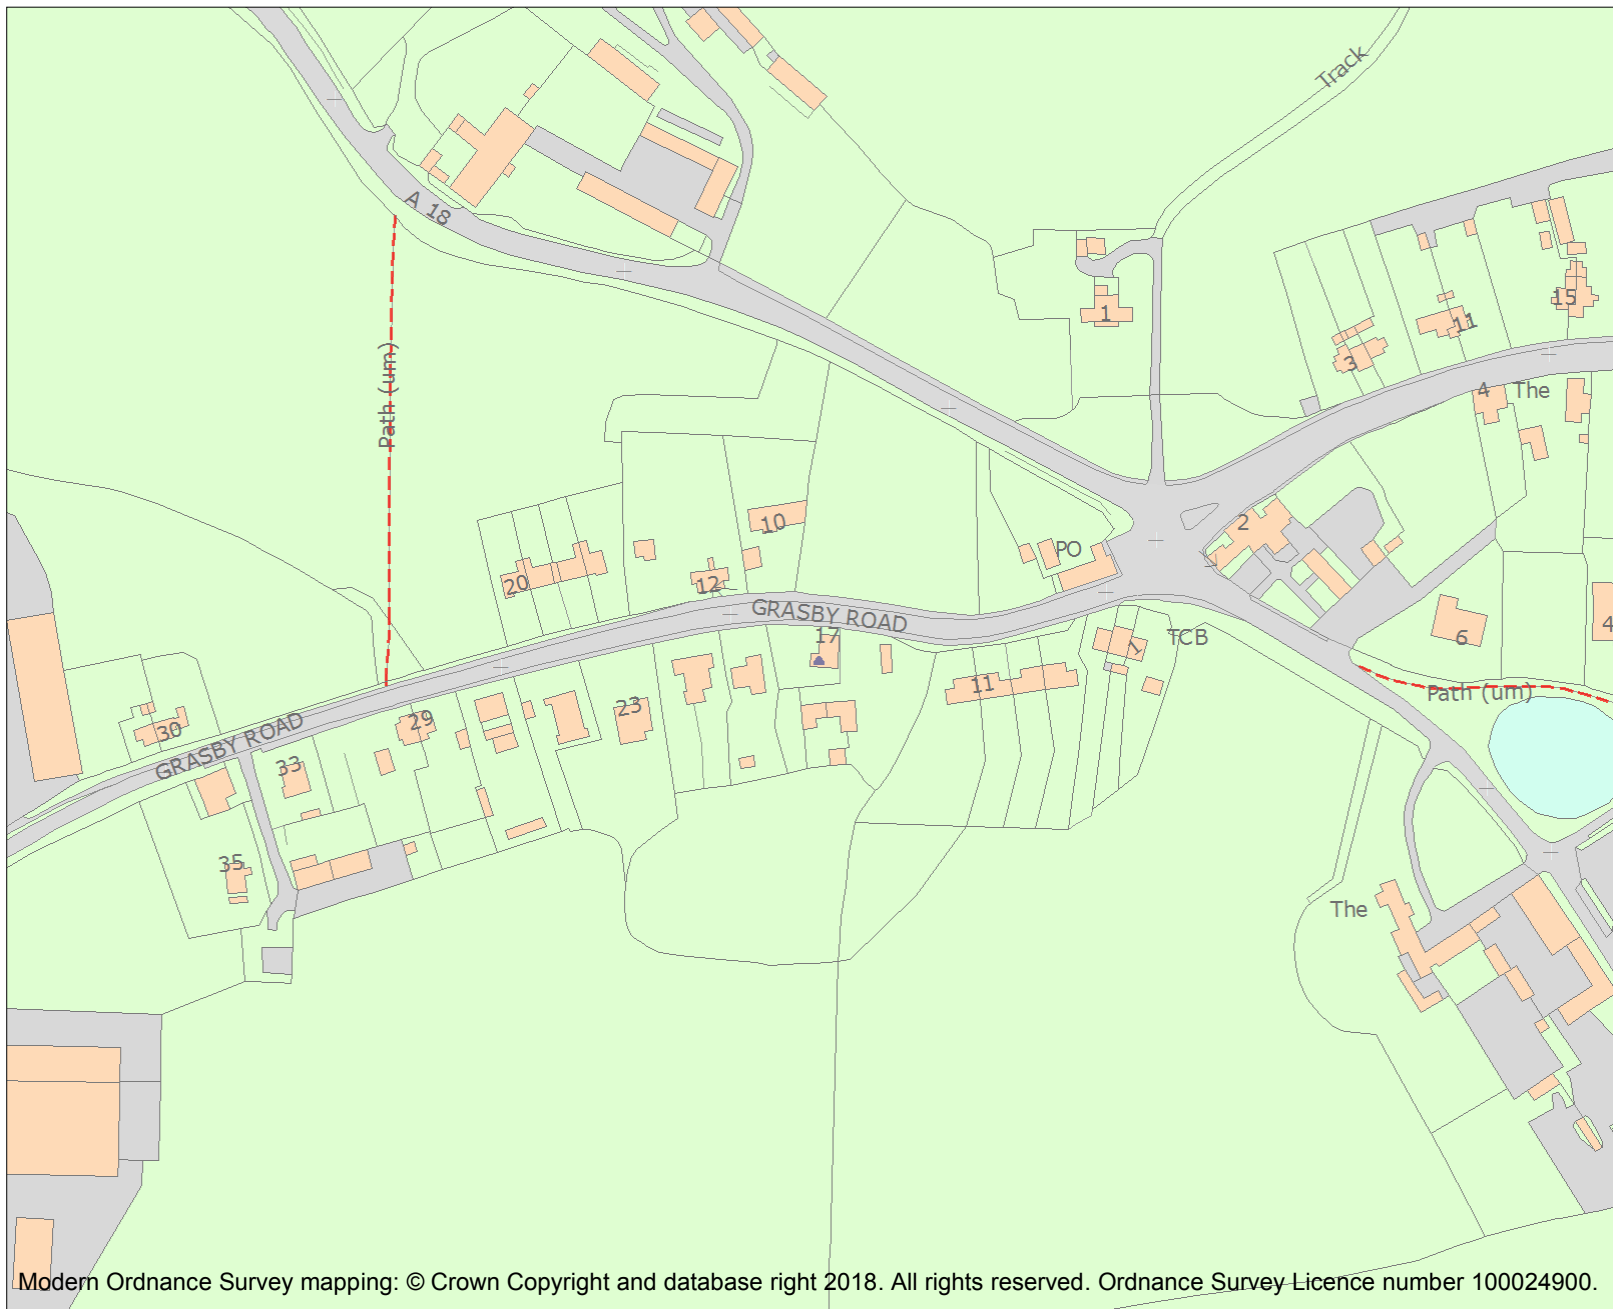 Track
A 18
1
15
11
3
4
The
Path (um)
10
2
PO
20
12
GRASBY ROAD
17
1
TCB
6
4
11
Path (um)
23
29
30
GRASBY ROAD
33
35
The
Modern Ordnance Survey mapping: © Crown Copyright and database right 2018. All rights reserved. Ordnance Survey Licence number 100024900.